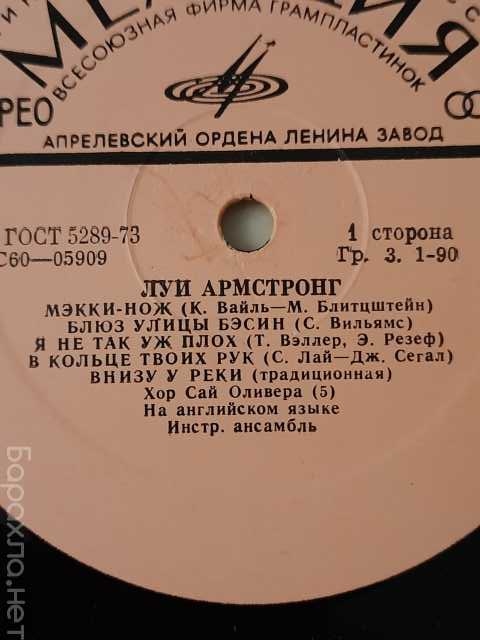 МЕЛОДИЯ
ВСЕСОЮЗНАЯ ФИРМА ГРАМПЛАСТИНОК
РЕО
АПРЕЛЕВСКИЙ ОРДЕНА ЛЕНИНА ЗАВОД
ГОСТ 5289-73
С60—05909
1 сторона
Гр. 3. 1-90
ЛУИ АРМСТРОНГ
МЭККИ-НОЖ (К. Вайль—М. Блитцштейн)
БЛЮЗ УЛИЦЫ БЭСИН (С. Вильямс)
Я НЕ ТАК УЖ ПЛОХ (Т. Вэллер, Э. Резеф)
В КОЛЬЦЕ ТВОИХ РУК (С. Лай—Дж. Сегал)
ВНИЗУ У РЕКИ (традиционная)
Хор Сай Оливера (5)
На английском языке
Инстр. ансамбль
Барахла.нет